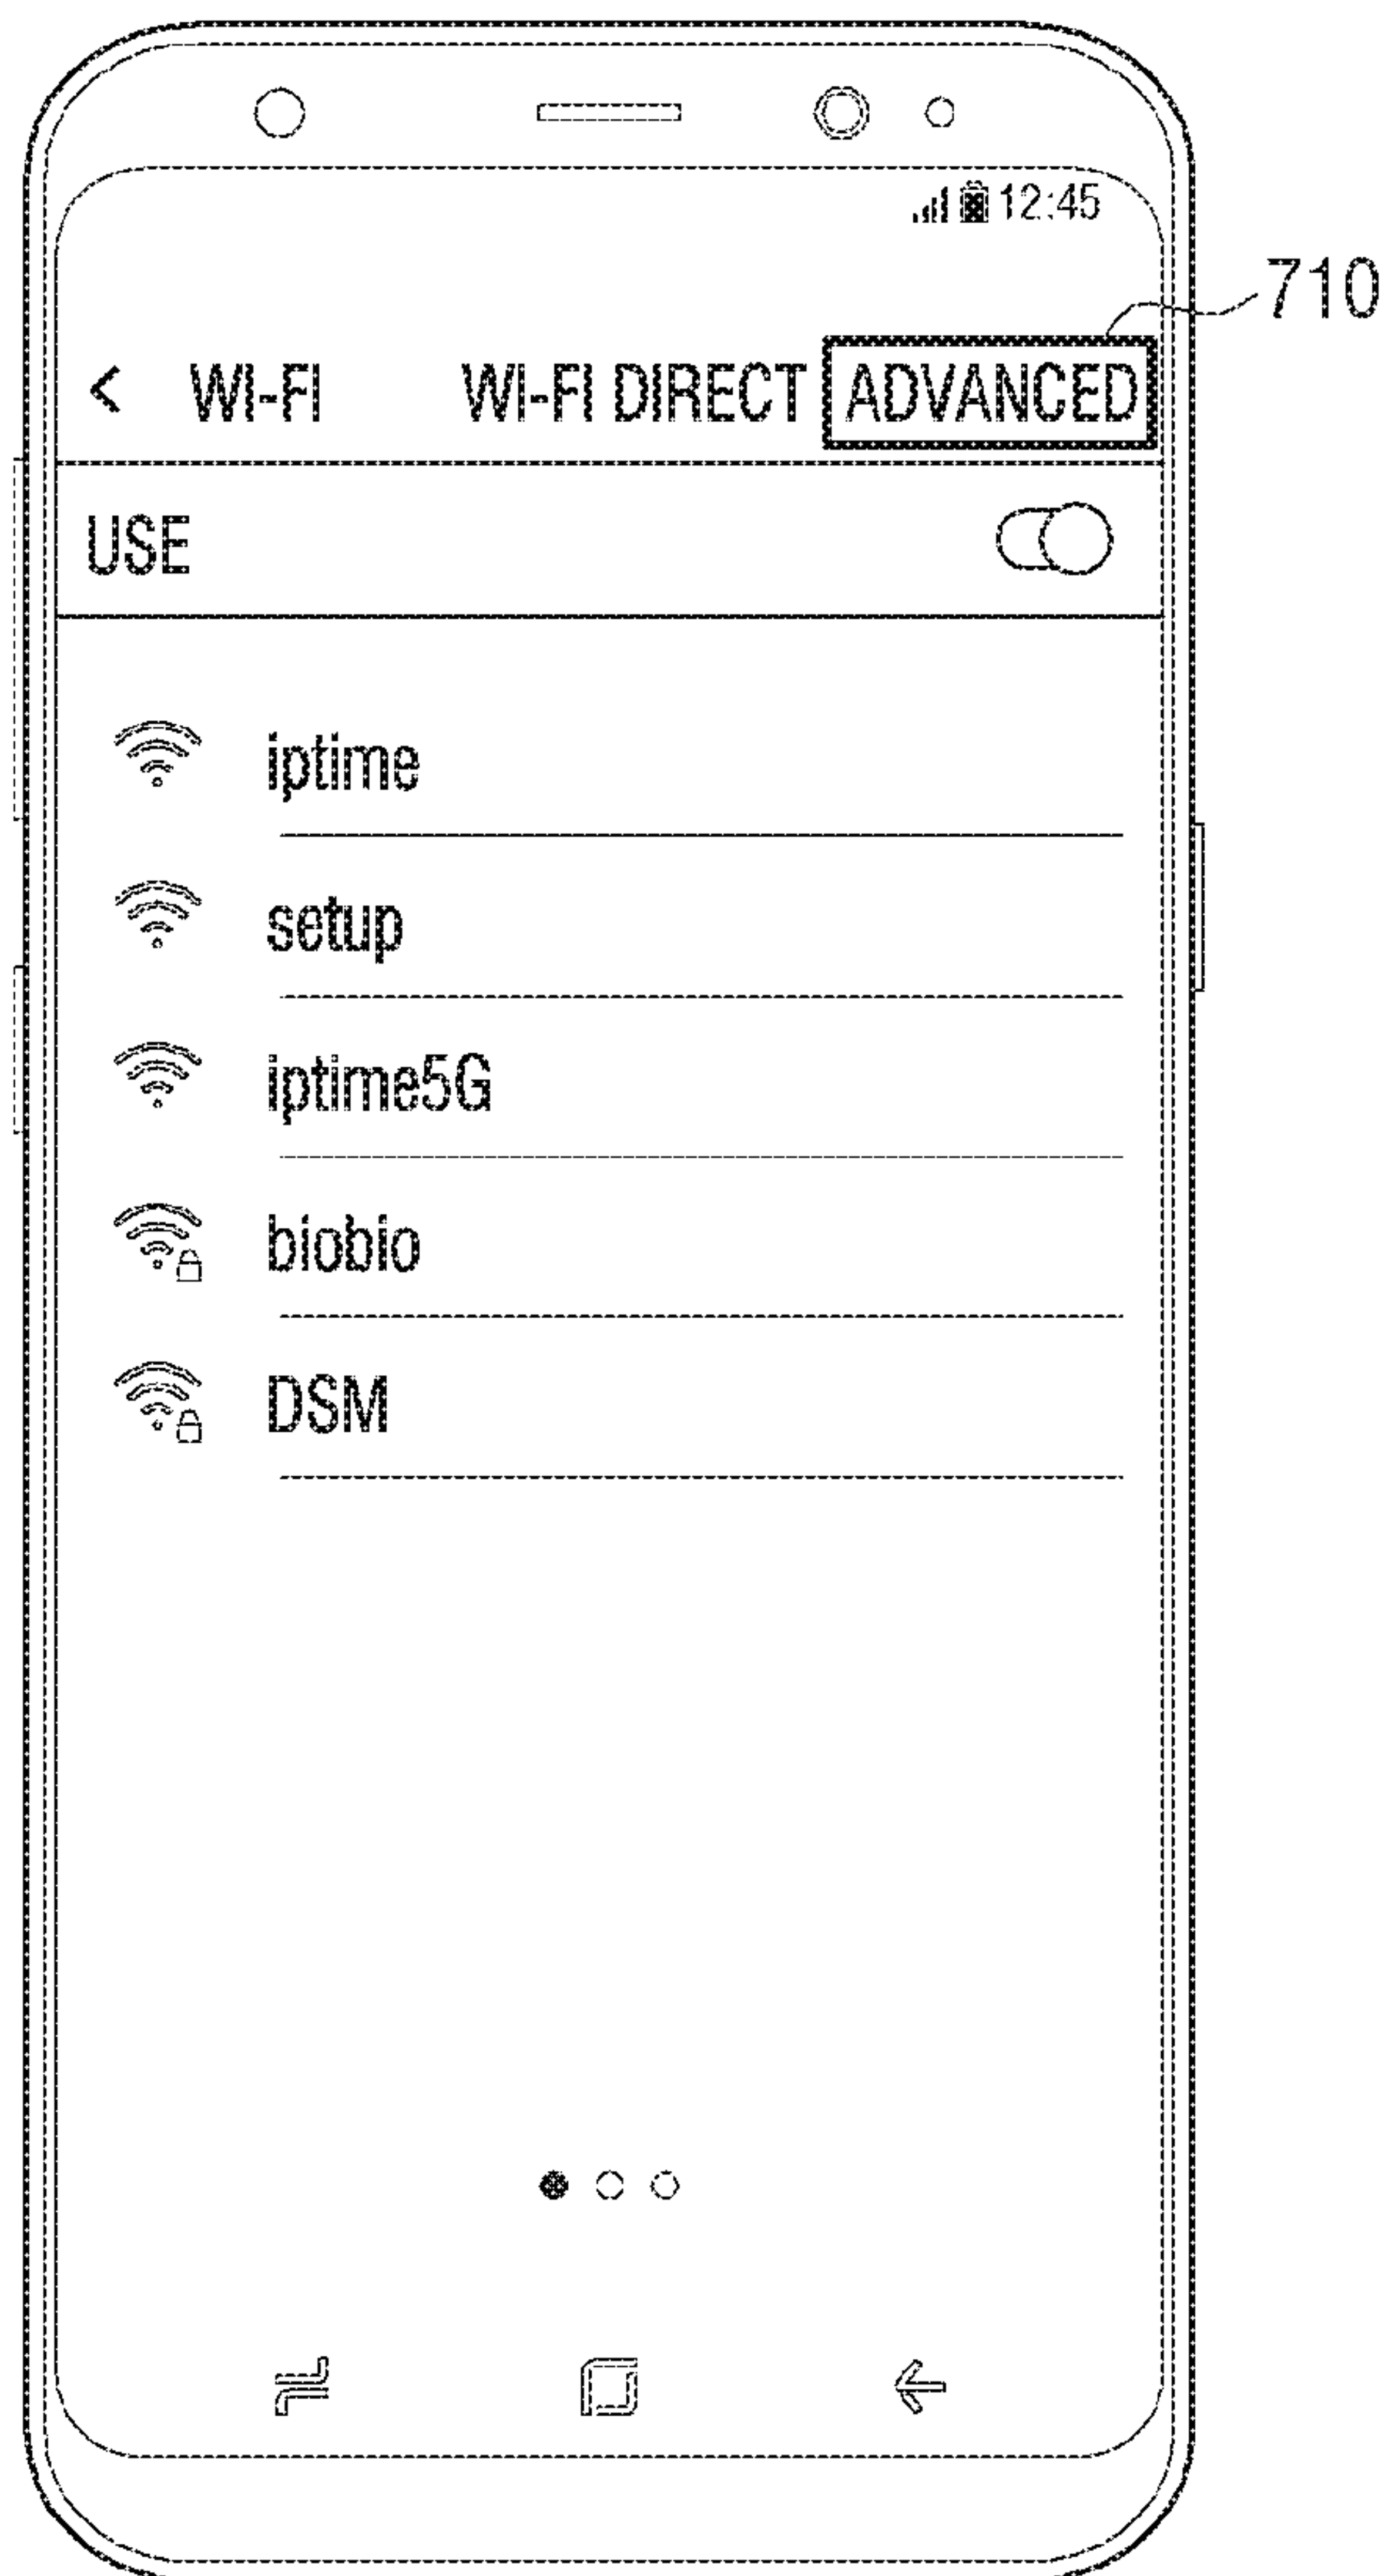 12:45
710
< WI-FI WI-FI DIRECT ADVANCED
USE
iptime
setup
iptime5G
biobio
DSM